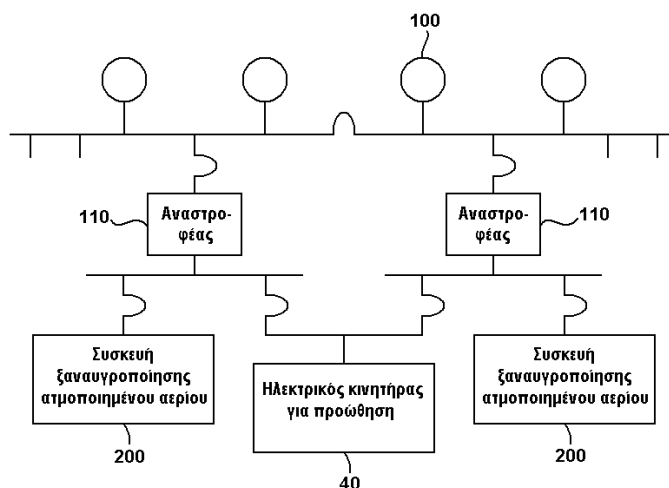 100
110
Αναστρο-
φέας
Αναστρο-
φέας
110
Συσκευή
ξαναυγροποίησης
ατμοποιημένου αερίου
Ηλεκτρικός κινητήρας
για προώθηση
Συσκευή
ξαναυγροποίησης
ατμοποιημένου αερίου
200
40
200